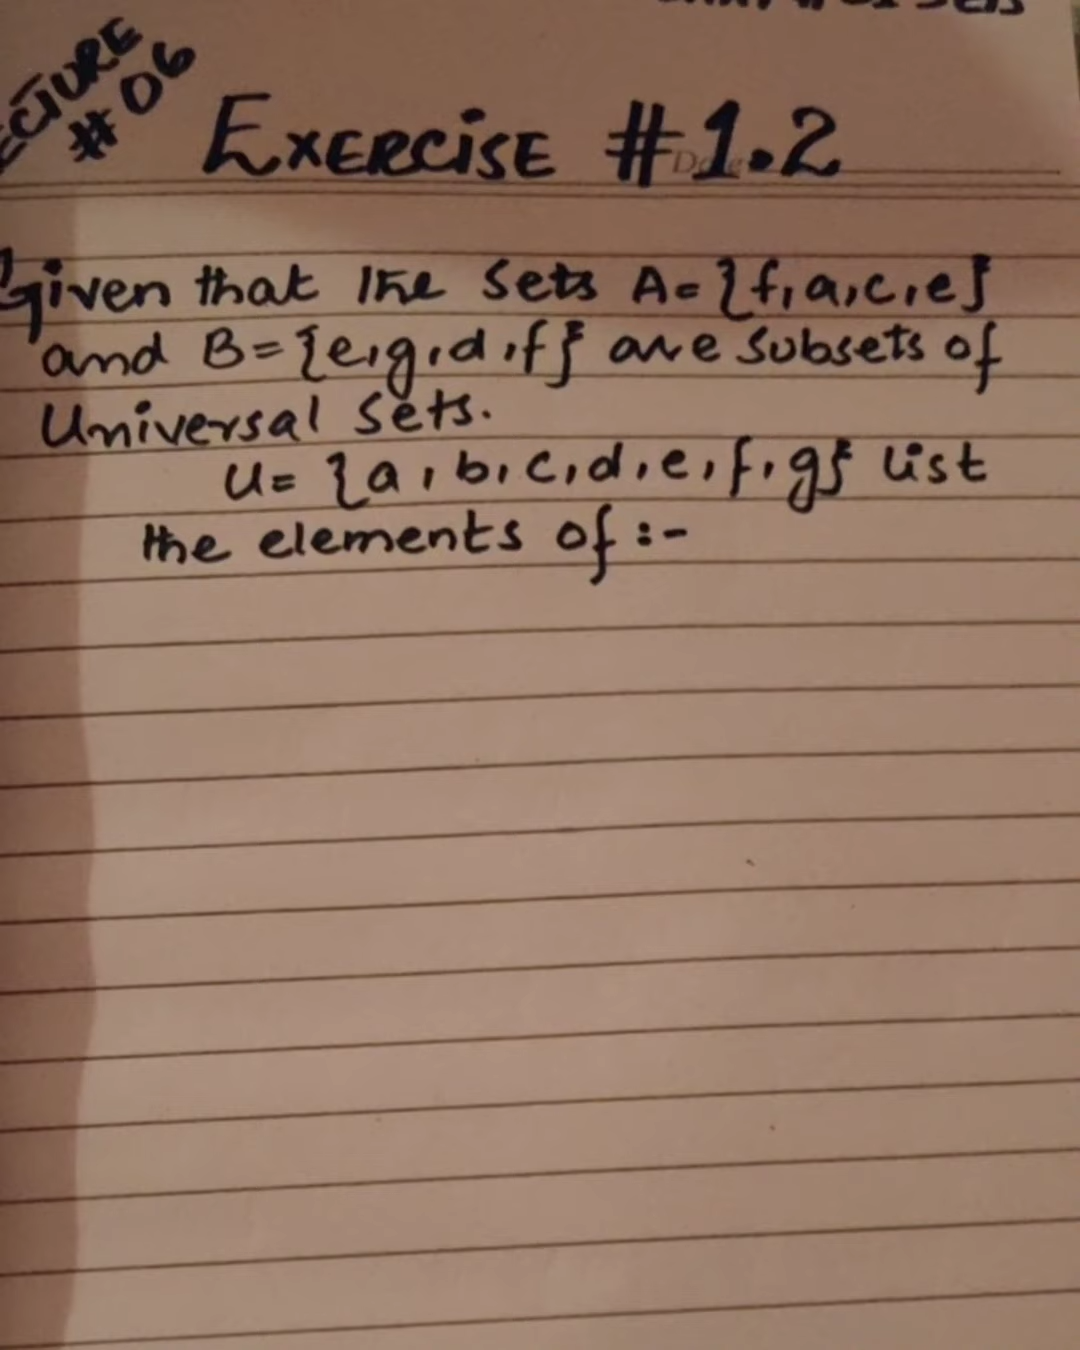 LECTURE
#06
EXERCiSE #1.2
Given that the Sets A={f,a,c,e}
and B={e,g,d,f} are Subsets of
Universal Sets.
U= {a,b,c,d,e,f,g} list
the elements of :-